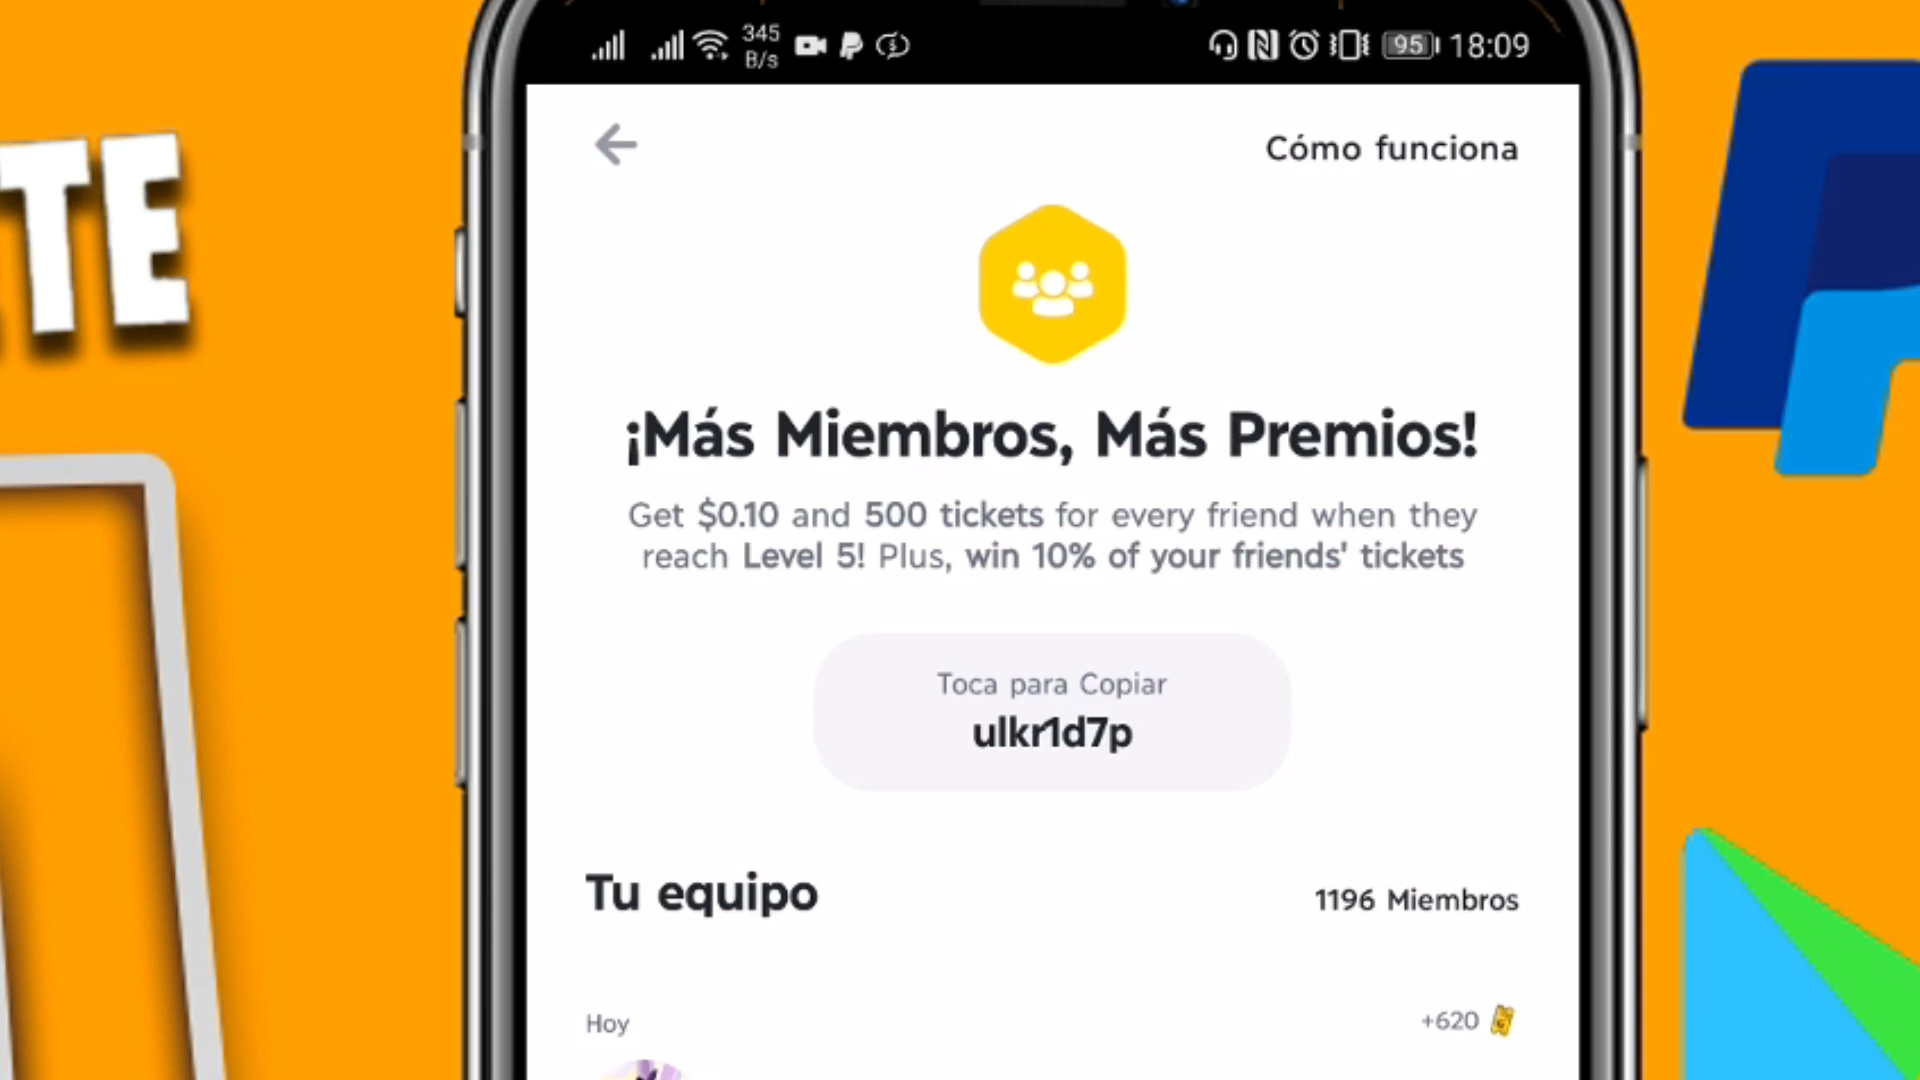 345
B/s
95
18:09
TE
Cómo funciona
¡Más Miembros, Más Premios!
Get $0.10 and 500 tickets for every friend when they
reach Level 5! Plus, win 10% of your friends' tickets
Toca para Copiar
ulkr1d7p
Tu equipo
1196 Miembros
Hoy
+620